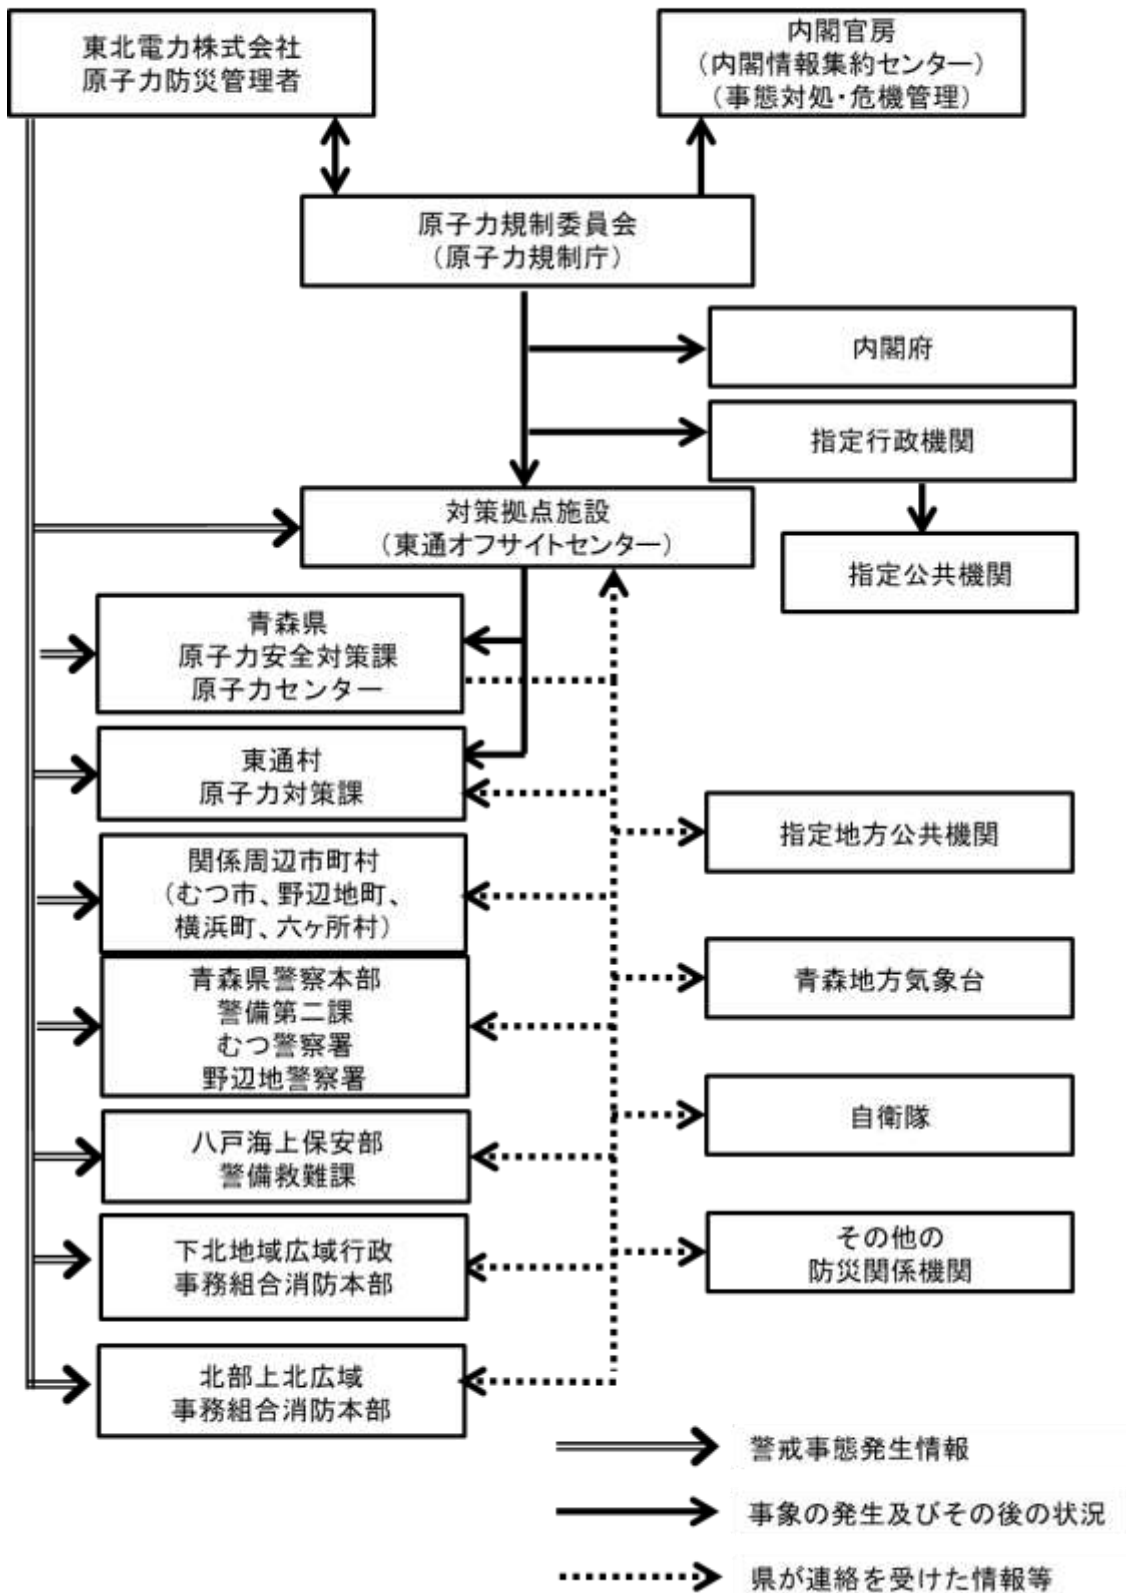 東北電力株式会社
原子力防災管理者
内閣官房
（内閣情報集約センター）
（事態対処・危機管理）
原子力規制委員会
（原子力規制庁）
内閣府
指定行政機関
対策拠点施設
（東通オフサイトセンター）
指定公共機関
青森県
原子力安全対策課
原子力センター
東通村
原子力対策課
指定地方公共機関
関係周辺市町村
（むつ市、野辺地町、
横浜町、六ヶ所村）
青森県警察本部
警備第二課
むつ警察署
野辺地警察署
青森地方気象台
八戸海上保安部
警備救難課
自衛隊
下北地域広域行政
事務組合消防本部
その他の
防災関係機関
北部上北広域
事務組合消防本部
警戒事態発生情報
事象の発生及びその後の状況
県が連絡を受けた情報等